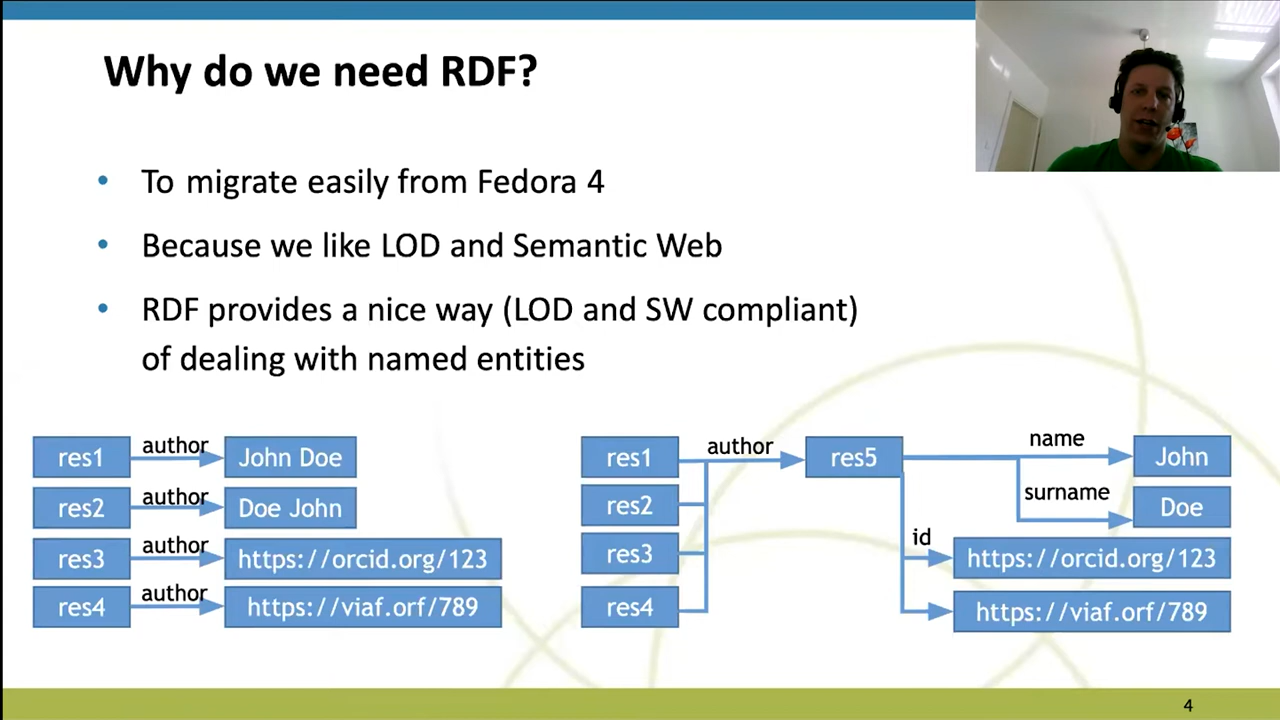 Why do we need RDF?
• To migrate easily from Fedora 4
• Because we like LOD and Semantic Web
• RDF provides a nice way (LOD and SW compliant)
of dealing with named entities
res1 author John Doe
res2 author Doe John
res3 author https://orcid.org/123
res4 author https://viaf.orf/789
res1 author res5 name John
res2 surname Doe
res3 id https://orcid.org/123
res4 https://viaf.orf/789
4